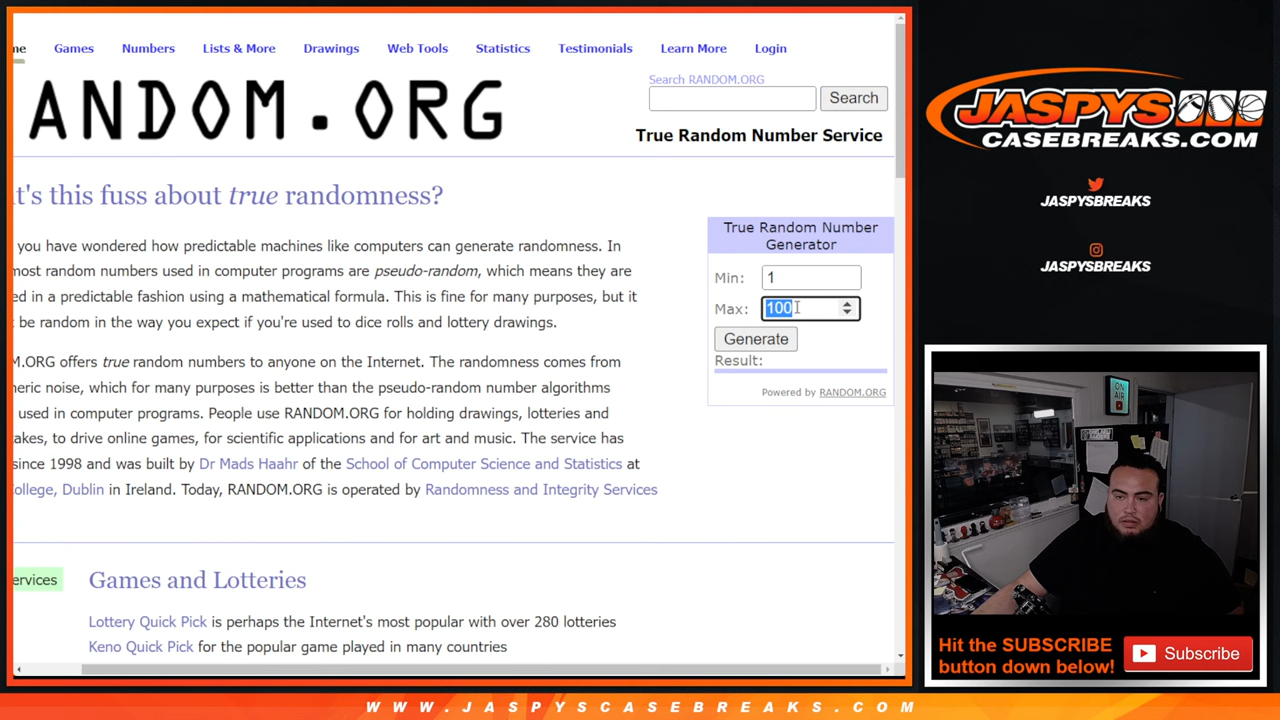 me Games Numbers Lists & More Drawings Web Tools Statistics Testimonials Learn More Login
ANDOM.ORG
Search RANDOM.ORG
Search
True Random Number Service
t's this fuss about true randomness?
you have wondered how predictable machines like computers can generate randomness. In
most random numbers used in computer programs are pseudo-random, which means they are
ed in a predictable fashion using a mathematical formula. This is fine for many purposes, but it
be random in the way you expect if you're used to dice rolls and lottery drawings.
M.ORG offers true random numbers to anyone on the Internet. The randomness comes from
heric noise, which for many purposes is better than the pseudo-random number algorithms
used in computer programs. People use RANDOM.ORG for holding drawings, lotteries and
akes, to drive online games, for scientific applications and for art and music. The service has
since 1998 and was built by Dr Mads Haahr of the School of Computer Science and Statistics at
ollege, Dublin in Ireland. Today, RANDOM.ORG is operated by Randomness and Integrity Services
True Random Number
Generator
Min: 1
Max: 100
Generate
Result:
Powered by RANDOM.ORG
ervices
Games and Lotteries
Lottery Quick Pick is perhaps the Internet's most popular with over 280 lotteries
Keno Quick Pick for the popular game played in many countries
JASPYS
CASEBREAKS.COM
JASPYSBREAKS
JASPYSBREAKS
ON
AIR
Hit the SUBSCRIBE
button down below!
Subscribe
WWW.JASPYSCASEBREAKS.COM